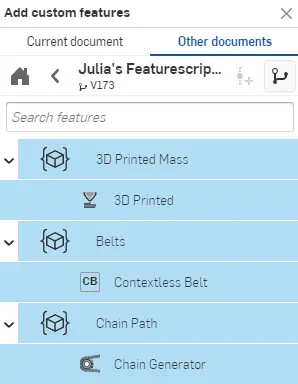 Add custom features
Current document
Other documents
Julia's Featurescrip...
V173
Search features
3D Printed Mass
3D Printed
Belts
CB
Contextless Belt
Chain Path
Chain Generator